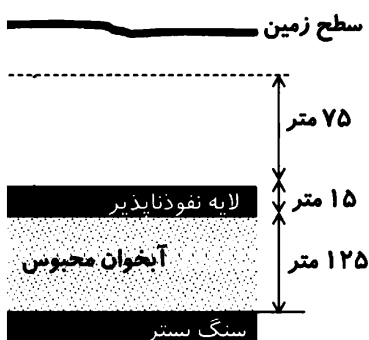 سطح زمین
۷۵ متر
لایه نفوذناپذیر
۱۵ متر
آبخوان محبوس
۱۲۵ متر
سنگ بستر